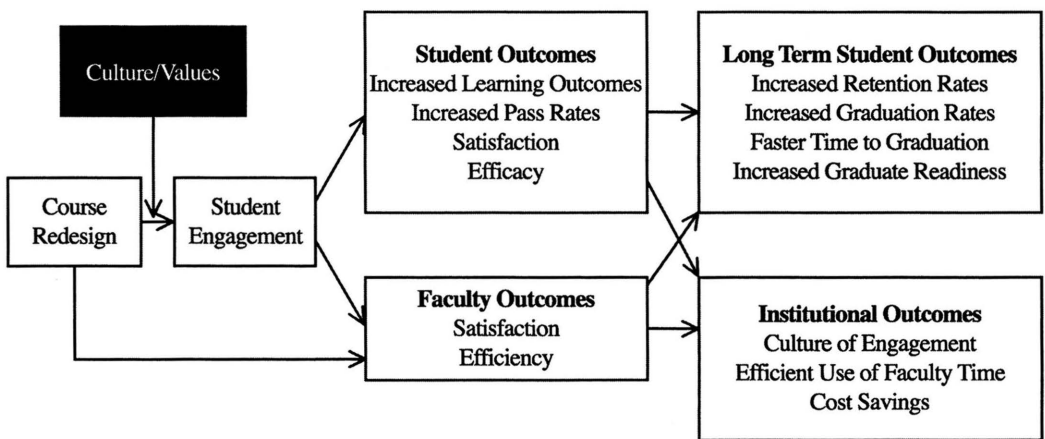 Culture/Values
Course
Redesign
Student
Engagement
Student Outcomes
Increased Learning Outcomes
Increased Pass Rates
Satisfaction
Efficacy
Faculty Outcomes
Satisfaction
Efficiency
Long Term Student Outcomes
Increased Retention Rates
Increased Graduation Rates
Faster Time to Graduation
Increased Graduate Readiness
Institutional Outcomes
Culture of Engagement
Efficient Use of Faculty Time
Cost Savings